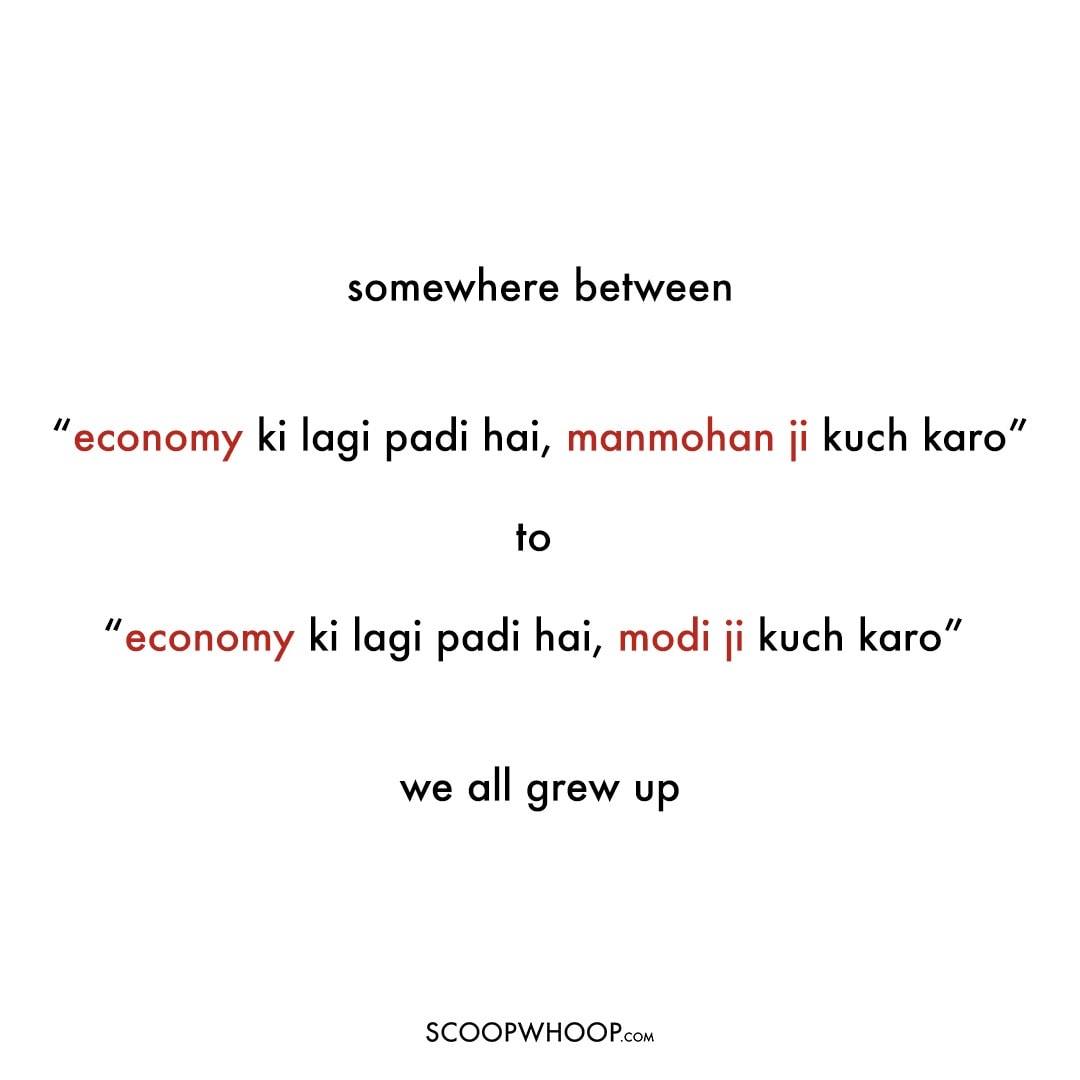 somewhere between
“economy ki lagi padi hai, manmohan ji kuch karo”
to
“economy ki lagi padi hai, modi ji kuch karo”
we all grew up
SCOOPWHOOP.COM